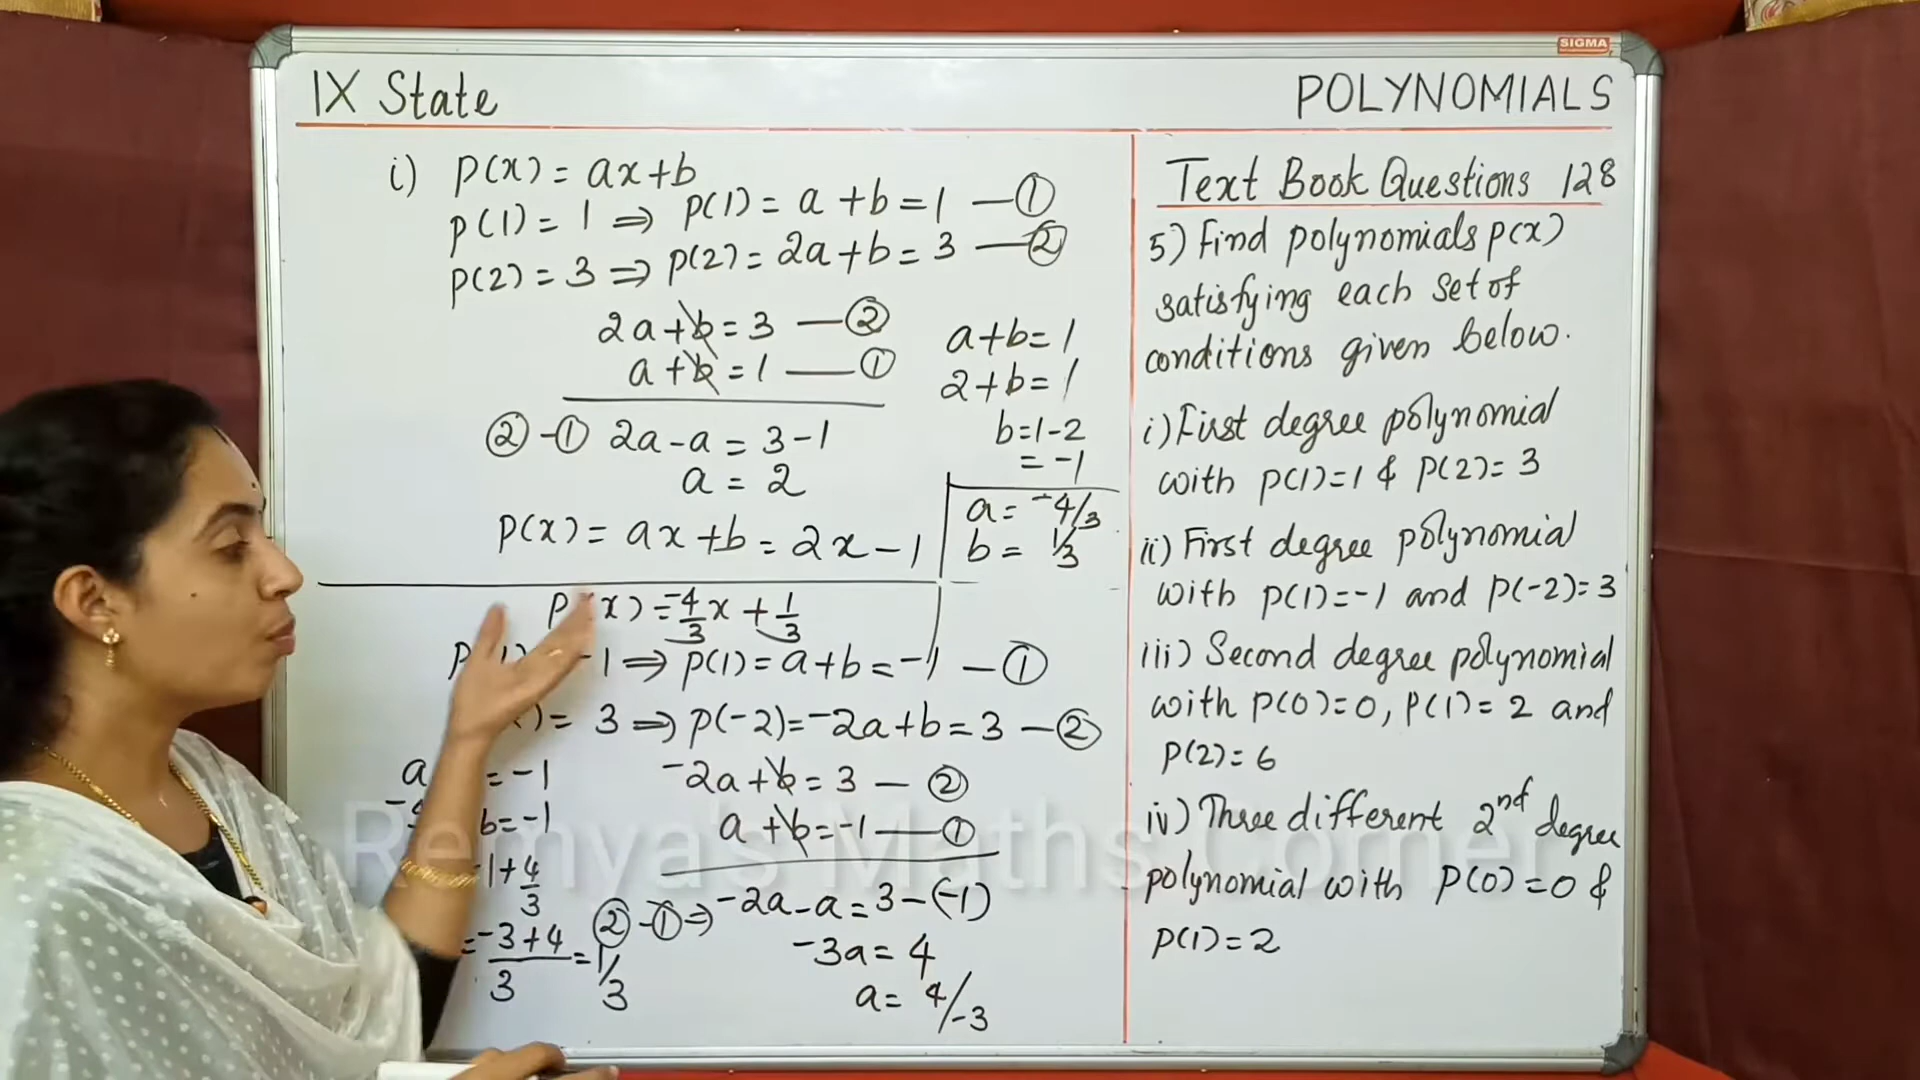 SIGMA
IX State
POLYNOMIALS
i) P(x) = ax+b
p(1) = 1 ⇒ p(1) = a + b = 1 — ①
p(2) = 3 ⇒ p(2) = 2a + b = 3 — ②
2a + b = 3 — ②
a + b = 1 — ①
② - ① 2a - a = 3 - 1
a = 2
P(x) = ax + b = 2x - 1
a+b = 1
2+b = 1
b = 1-2
= -1
a = -4/3
b = 1/3
P(x) = -4/3 x + 1/3
-1 ⇒ p(1) = a + b = -1 — ①
= 3 ⇒ p(-2) = -2a + b = 3 — ②
a = -1
b = -1
-1 + 4/3
= -3+4/3 = 1/3
-2a + b = 3 — ②
a + b = -1 — ①
② - ① ⇒ -2a - a = 3 - (-1)
-3a = 4
a = 4/-3
Text Book Questions 128
5) Find polynomials p(x)
satisfying each set of
conditions given below.
i) First degree polynomial
with p(1)=1 & p(2)= 3
ii) First degree polynomial
with p(1)=-1 and p(-2)=3
iii) Second degree polynomial
with p(0)=0, p(1)= 2 and
p(2)= 6
iv) Three different 2nd degree
polynomial with p(0)=0 &
p(1)=2
Remya's Maths Corner